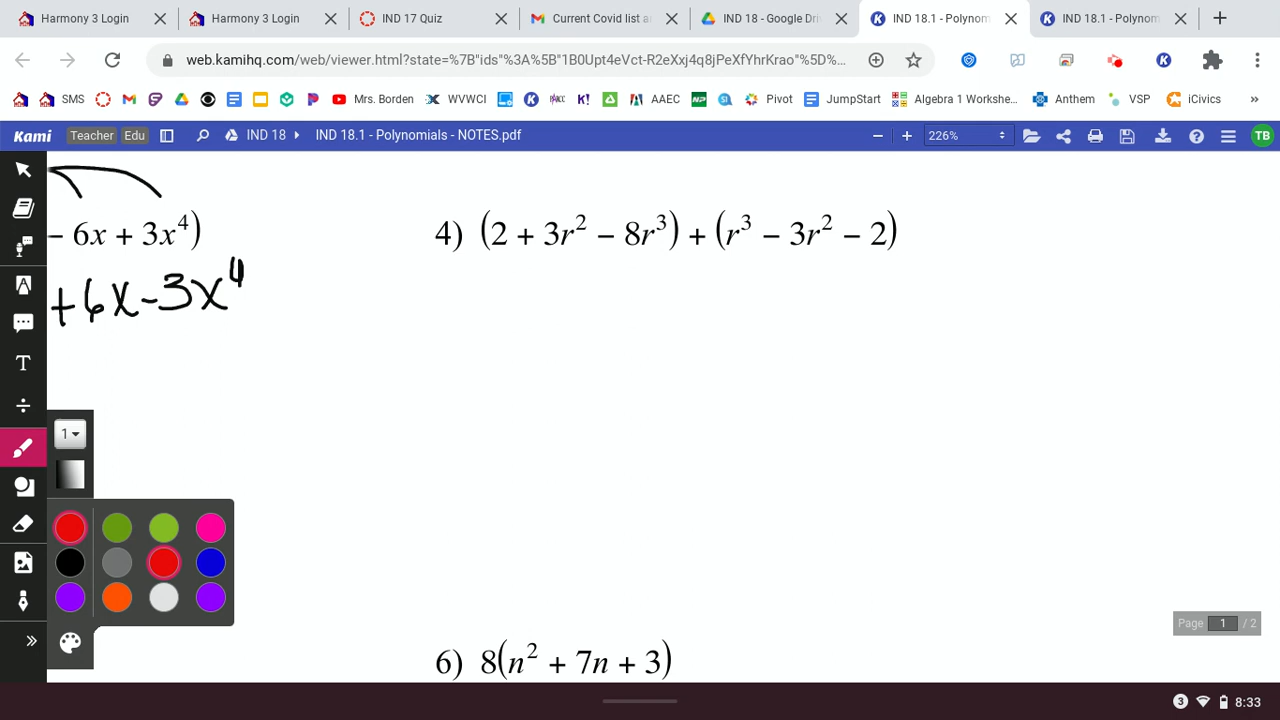 Harmony 3 Login Harmony 3 Login IND 17 Quiz Current Covid list a IND 18 - Google Dri IND 18.1 - Polynom IND 18.1 - Polynom
web.kamihq.com/web/viewer.html?state=%7B"ids"%3A%5B"1B0Upt4eVct-R2eXxj4q8jPeXfYhrKrao"%5D%...
SMS Mrs. Borden WVWCI K! AAEC NP Pivot JumpStart Algebra 1 Workshe... Anthem VSP iCivics »
Kami Teacher Edu IND 18 IND 18.1 - Polynomials - NOTES.pdf 226% TB
− 6x + 3x⁴) 4) (2 + 3r² − 8r³) + (r³ − 3r² − 2)
+6x-3x⁴
T
1
Page 1 / 2
6) 8(n² + 7n + 3)
3 8:33